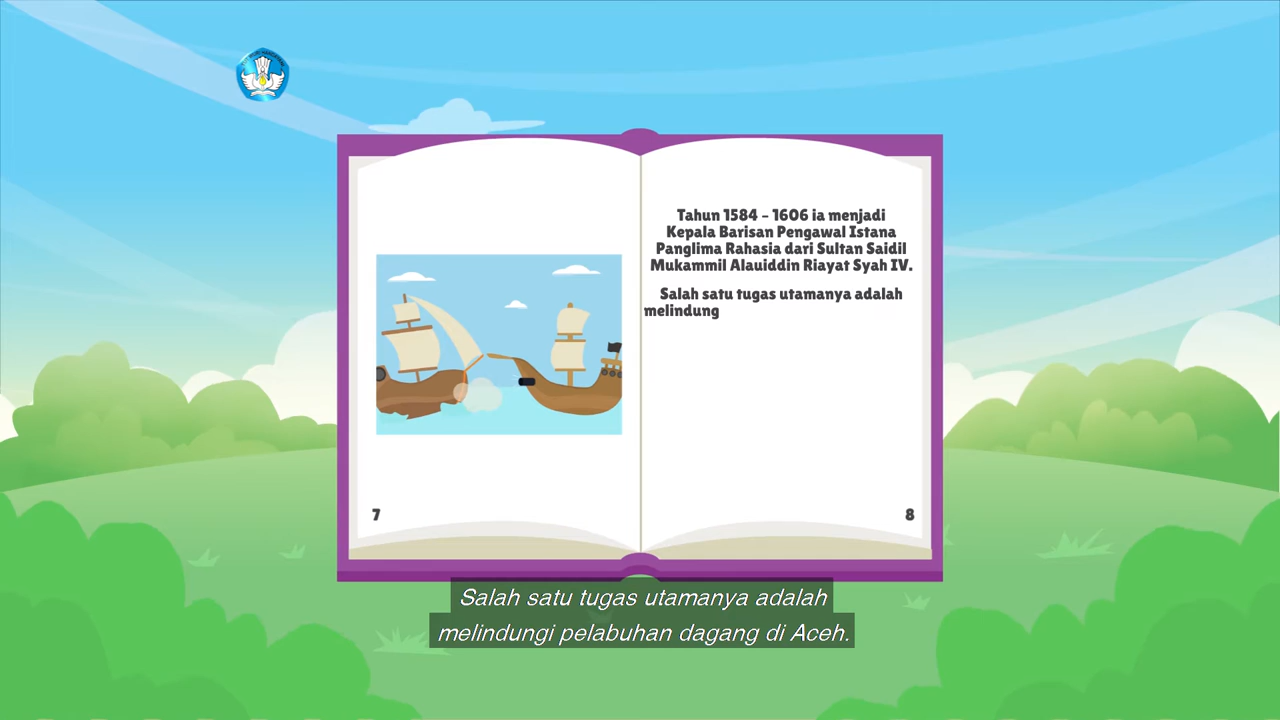 Tahun 1584 – 1606 ia menjadi
Kepala Barisan Pengawal Istana
Panglima Rahasia dari Sultan Saidil
Mukammil Alauiddin Riayat Syah IV.
Salah satu tugas utamanya adalah
melindung
7
8
Salah satu tugas utamanya adalah
melindungi pelabuhan dagang di Aceh.